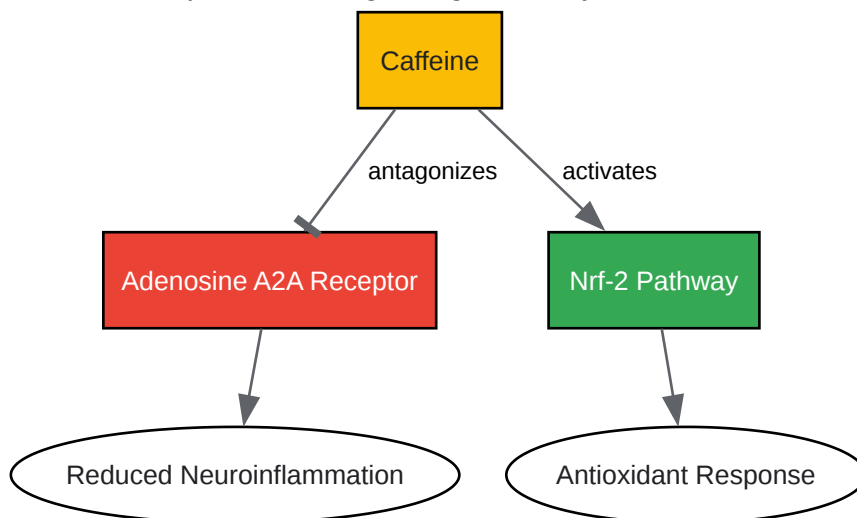 Caffeine
antagonizes
activates
Adenosine A2A Receptor
Nrf-2 Pathway
Reduced Neuroinflammation
Antioxidant Response